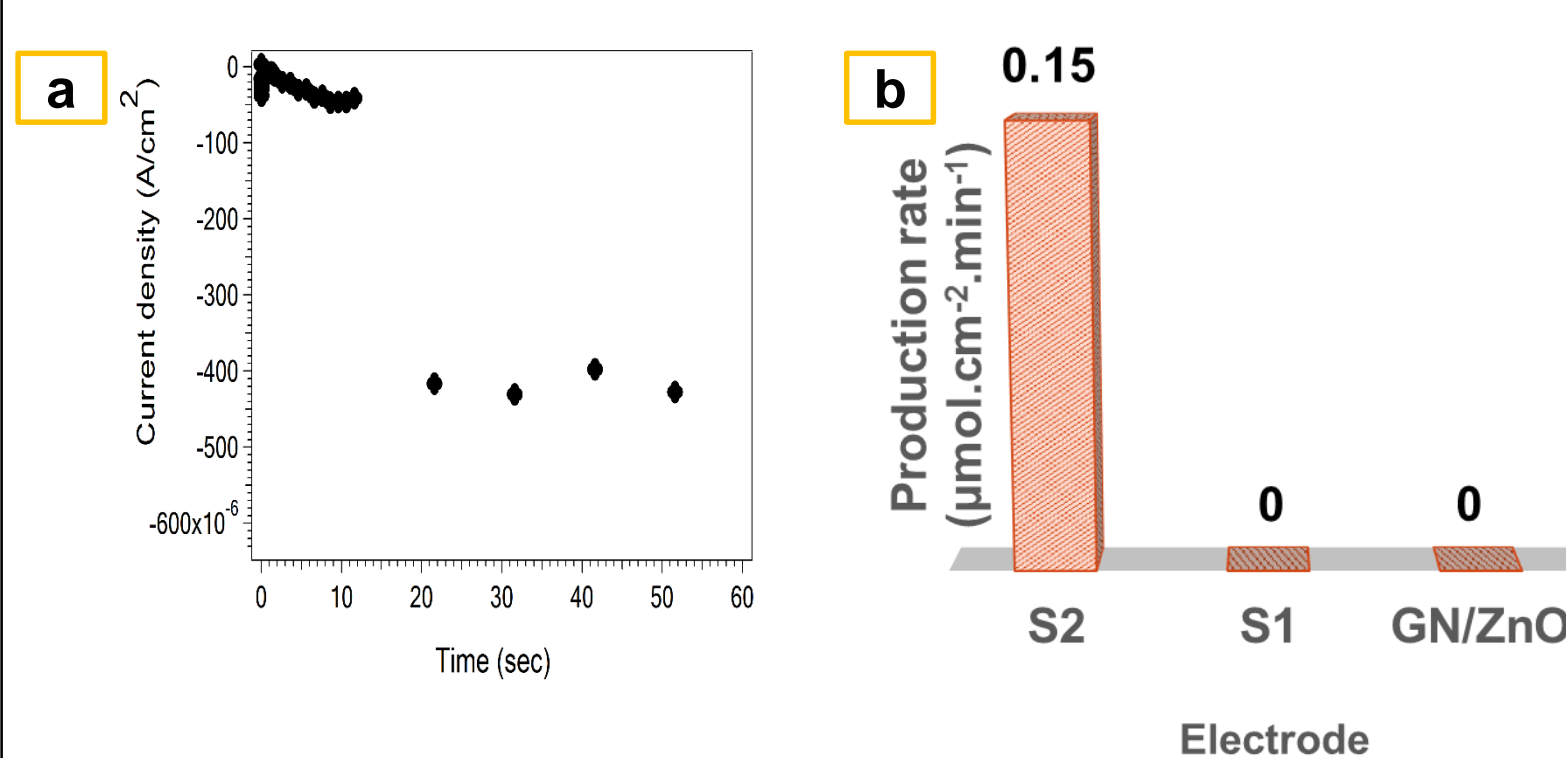 a
Current density (A/cm2)
0
-100
-200
-300
-400
-500
-600x10-6
0 10 20 30 40 50 60
Time (sec)
b
0.15
Production rate
(μmol.cm-2.min-1)
0
0
S2 S1 GN/ZnO
Electrode